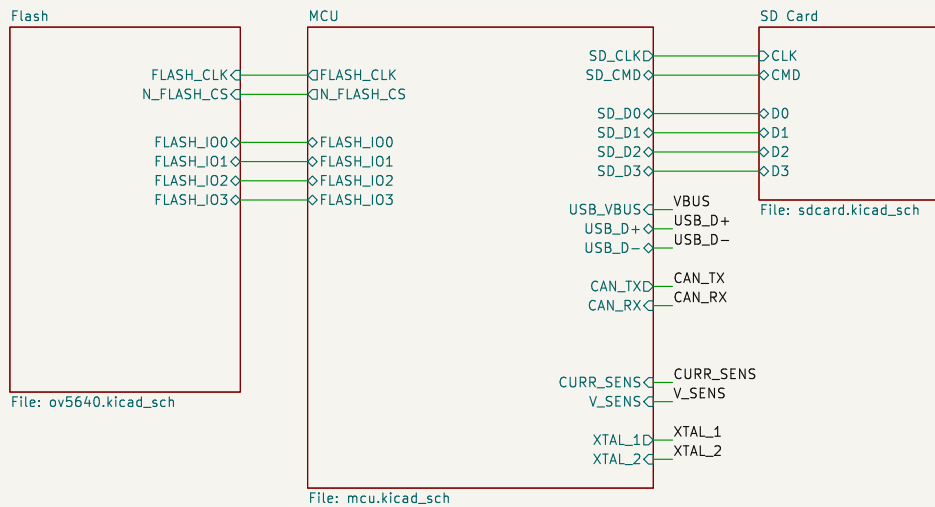 Flash
FLASH_CLK
N_FLASH_CS
FLASH_IO0
FLASH_IO1
FLASH_IO2
FLASH_IO3
File: ov5640.kicad_sch
MCU
FLASH_CLK
N_FLASH_CS
FLASH_IO0
FLASH_IO1
FLASH_IO2
FLASH_IO3
SD_CLK
SD_CMD
SD_D0
SD_D1
SD_D2
SD_D3
USB_VBUS
USB_D+
USB_D-
CAN_TX
CAN_RX
CURR_SENS
V_SENS
XTAL_1
XTAL_2
File: mcu.kicad_sch
VBUS
USB_D+
USB_D-
CAN_TX
CAN_RX
CURR_SENS
V_SENS
XTAL_1
XTAL_2
SD Card
CLK
CMD
D0
D1
D2
D3
File: sdcard.kicad_sch